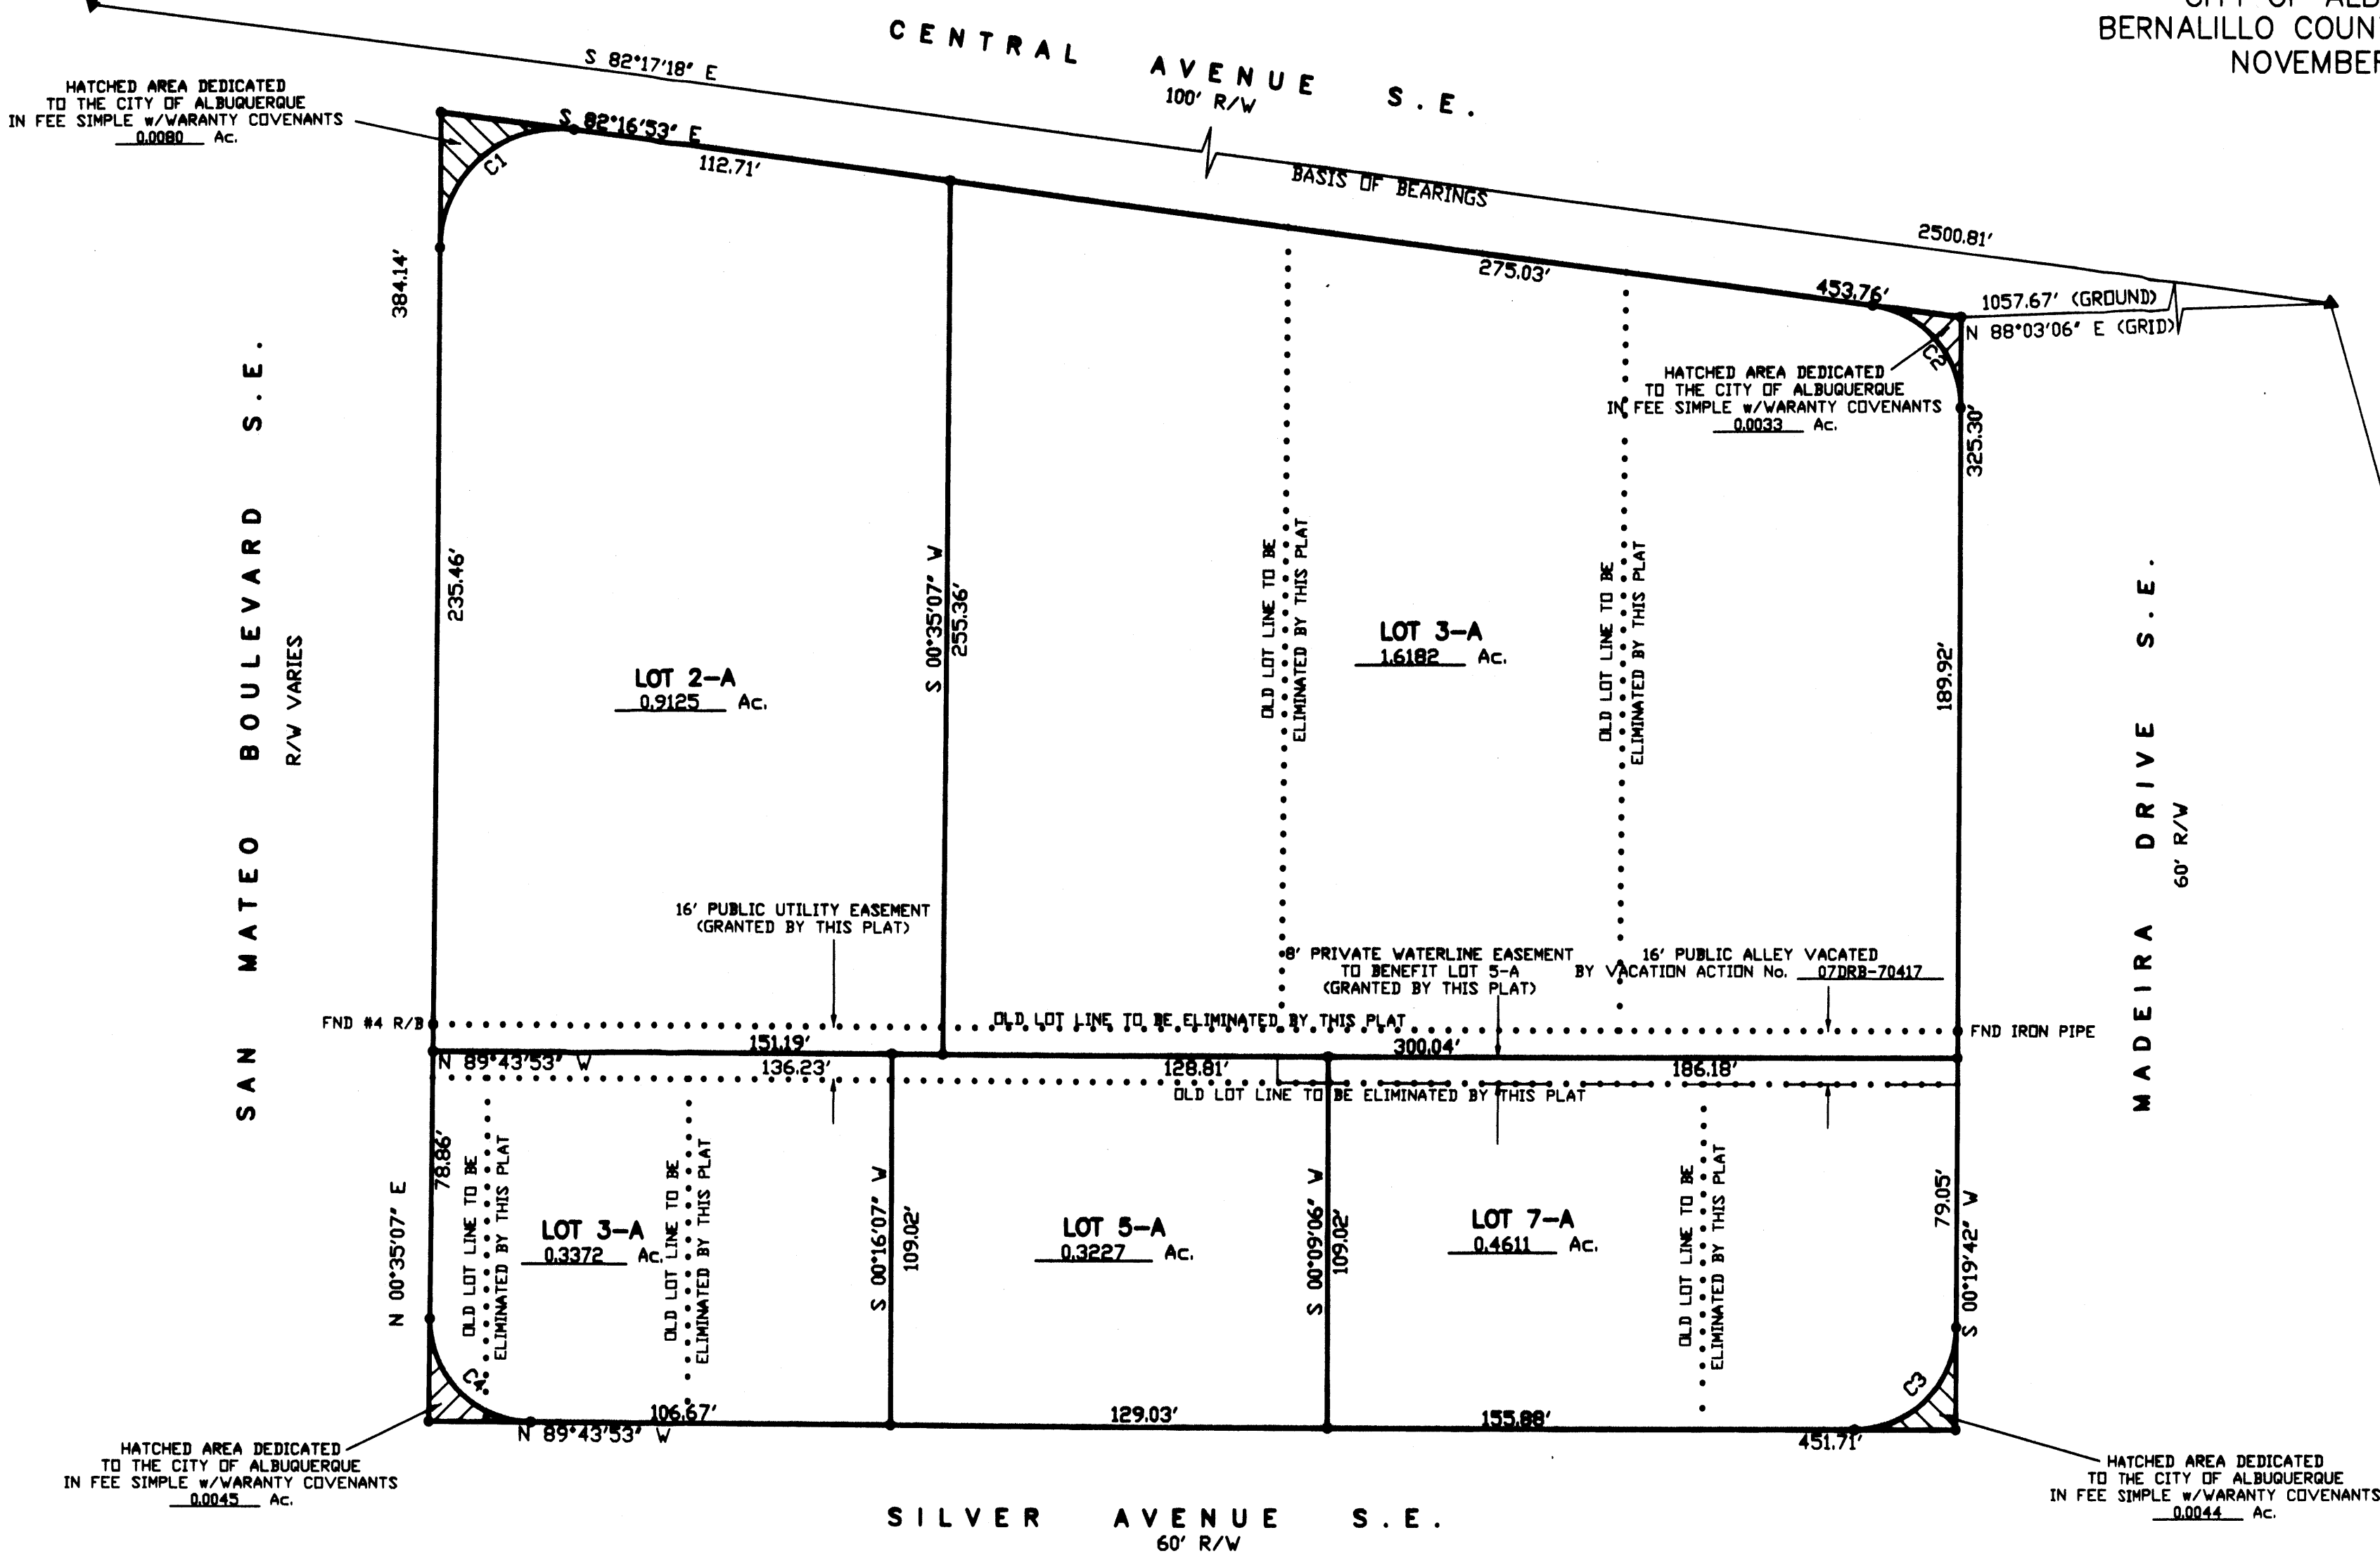 CITY OF ALB
BERNALILLO COUN
NOVEMBER
CENTRAL AVENUE S.E.
100' R/W
S 82°17'18" E
HATCHED AREA DEDICATED
TO THE CITY OF ALBUQUERQUE
IN FEE SIMPLE w/WARANTY COVENANTS
0.0080 Ac.
S 82°16'53" E
C1
112.71'
BASIS OF BEARINGS
2500.81'
384.14'
275.03'
453.76'
1057.67' (GROUND)
N 88°03'06" E (GRID)
C2
HATCHED AREA DEDICATED
TO THE CITY OF ALBUQUERQUE
IN FEE SIMPLE w/WARANTY COVENANTS
0.0033 Ac.
325.30'
SAN MATEO BOULEVARD S.E.
R/W VARIES
235.46'
S 00°35'07" W
255.36'
OLD LOT LINE TO BE
ELIMINATED BY THIS PLAT
OLD LOT LINE TO BE
ELIMINATED BY THIS PLAT
LOT 3-A
1.6182 Ac.
LOT 2-A
0.9125 Ac.
189.92'
MADEIRA DRIVE S.E.
60' R/W
16' PUBLIC UTILITY EASEMENT
(GRANTED BY THIS PLAT)
8' PRIVATE WATERLINE EASEMENT
TO BENEFIT LOT 5-A
(GRANTED BY THIS PLAT)
16' PUBLIC ALLEY VACATED
BY VACATION ACTION No. 07DRB-70417
FND #4 R/B
OLD LOT LINE TO BE ELIMINATED BY THIS PLAT
FND IRON PIPE
151.19'
300.04'
N 89°43'53" W
136.23'
128.81'
186.18'
OLD LOT LINE TO BE ELIMINATED BY THIS PLAT
78.86'
N 00°35'07" E
OLD LOT LINE TO BE
ELIMINATED BY THIS PLAT
OLD LOT LINE TO BE
ELIMINATED BY THIS PLAT
LOT 3-A
0.3372 Ac.
S 00°16'07" W
109.02'
LOT 5-A
0.3227 Ac.
S 00°09'06" W
109.02'
LOT 7-A
0.4611 Ac.
OLD LOT LINE TO BE
ELIMINATED BY THIS PLAT
79.05'
S 00°19'42" W
C4
C3
106.67'
N 89°43'53" W
129.03'
155.88'
451.71'
HATCHED AREA DEDICATED
TO THE CITY OF ALBUQUERQUE
IN FEE SIMPLE w/WARANTY COVENANTS
0.0045 Ac.
HATCHED AREA DEDICATED
TO THE CITY OF ALBUQUERQUE
IN FEE SIMPLE w/WARANTY COVENANTS
0.0044 Ac.
SILVER AVENUE S.E.
60' R/W